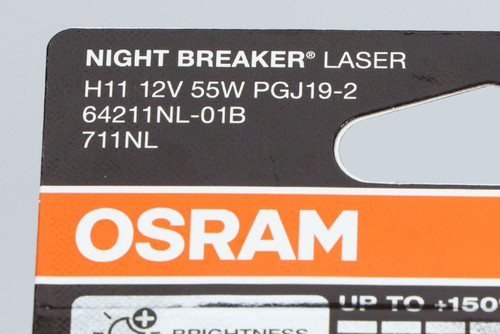 NIGHT BREAKER® LASER
H11 12V 55W PGJ19-2
64211NL-01B
711NL
OSRAM
UP TO +150
BRIGHTNESS